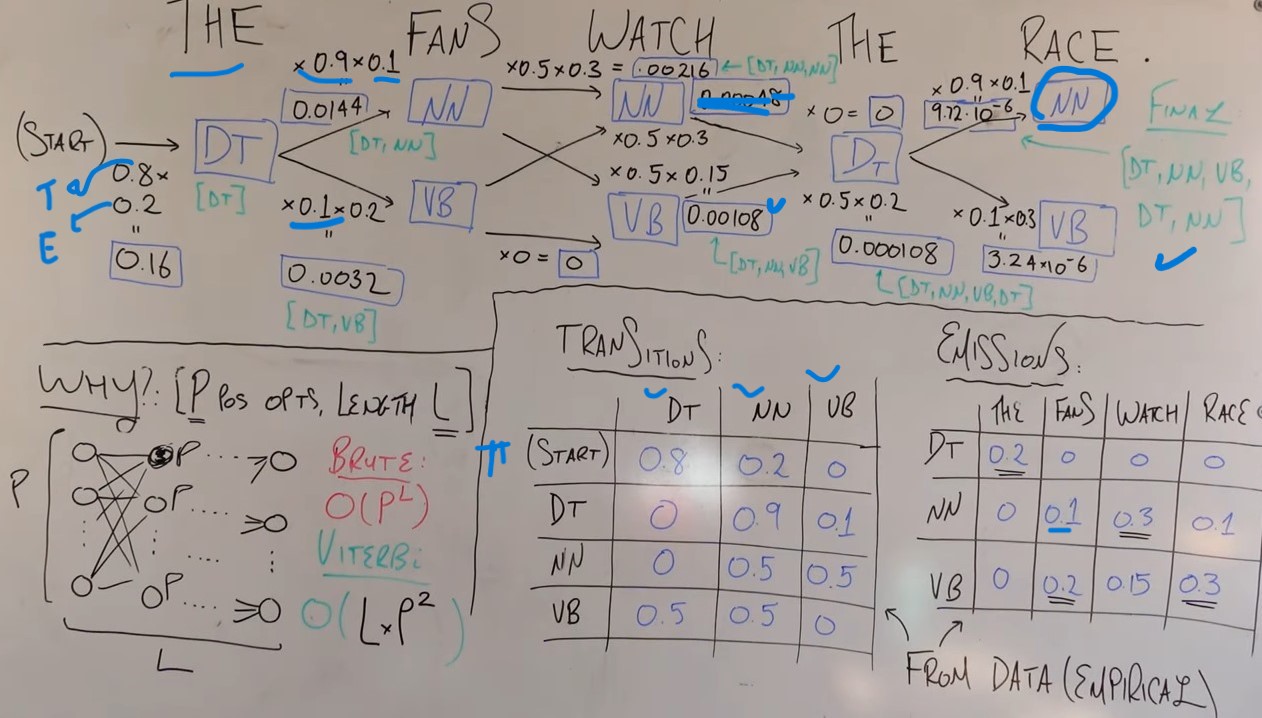 THE FANS WATCH THE RACE.
× 0.9 × 0.1
×0.5×0.3 = .00216 ← [DT, NN, NN]
× 0.9 × 0.1
0.0144
NN
NN
0.00048
× 0 = 0
"
9.72·10⁻⁶
NN
FINAL
(START)
DT
[DT, NN]
×0.5 × 0.3
DT
[DT, NN, VB, DT, NN]
T
0.8×
[DT]
×0.1×0.2
"
VB
× 0.5 × 0.15
"
VB
0.00108
× 0.5 × 0.2
"
×0.1×0.3
"
VB
E
0.2
"
0.16
0.0032
[DT, VB]
×0 = 0
[DT, NN, VB]
0.000108
[DT, NN, VB, DT]
3.24×10⁻⁶
WHY?: [P POS OPTS, LENGTH L]
P
P
P
P
L
BRUTE:
O(P^L)
VITERBI:
O(L×P²)
TRANSITIONS:
DT NN VB
π (START) 0.8 0.2 0
DT 0 0.9 0.1
NN 0 0.5 0.5
VB 0.5 0.5 0
EMISSIONS:
THE FANS WATCH RACE
DT 0.2 0 0 0
NN 0 0.1 0.3 0.1
VB 0 0.2 0.15 0.3
FROM DATA (EMPIRICAL)